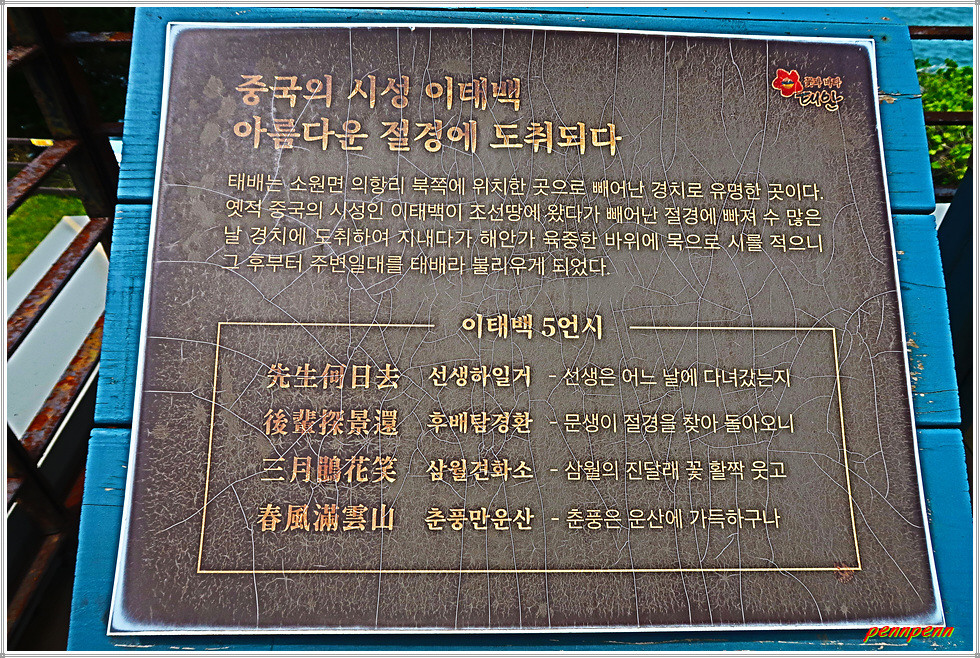 중국의 시성 이태백
아름다운 절경에 도취되다
꽃과 바다
태안
태배는 소원면 의항리 북쪽에 위치한 곳으로 빼어난 경치로 유명한 곳이다.
옛적 중국의 시성인 이태백이 조선땅에 왔다가 빼어난 절경에 빠져 수 많은
날 경치에 도취하여 지내다가 해안가 육중한 바위에 묵으로 시를 적으니
그 후부터 주변일대를 태배라 불리우게 되었다.
이태백 5언시
先生何日去 선생하일거 - 선생은 어느 날에 다녀갔는지
後輩探景還 후배탐경환 - 문생이 절경을 찾아 돌아오니
三月鵑花笑 삼월견화소 - 삼월의 진달래 꽃 활짝 웃고
春風滿雲山 춘풍만운산 - 춘풍은 운산에 가득하구나
pennpenn